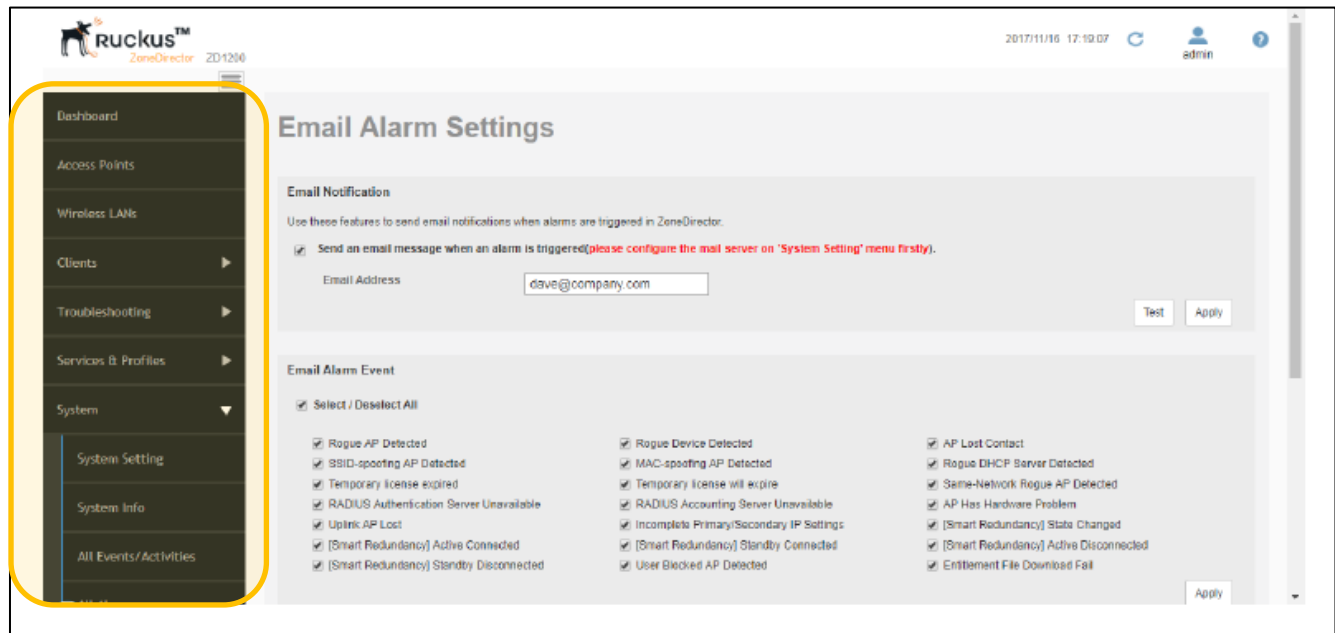 RUCKUS™
ZoneDirector ZD1200
2017/11/16 17:19:07
admin
Dashboard
Access Points
Wireless LANs
Clients
Troubleshooting
Services & Profiles
System
System Setting
System Info
All Events/Activities
Email Alarm Settings
Email Notification
Use these features to send email notifications when alarms are triggered in ZoneDirector.
Send an email message when an alarm is triggered(please configure the mail server on 'System Setting' menu firstly).
Email Address
dave@company.com
Test Apply
Email Alarm Event
Select / Deselect All
Rogue AP Detected Rogue Device Detected AP Lost Contact
SSID-spoofing AP Detected MAC-spoofing AP Detected Rogue DHCP Server Detected
Temporary license expired Temporary license will expire Same-Network Rogue AP Detected
RADIUS Authentication Server Unavailable RADIUS Accounting Server Unavailable AP Has Hardware Problem
Uplink AP Lost Incomplete Primary/Secondary IP Settings [Smart Redundancy] State Changed
[Smart Redundancy] Active Connected [Smart Redundancy] Standby Connected [Smart Redundancy] Active Disconnected
[Smart Redundancy] Standby Disconnected User Blocked AP Detected Entitlement File Download Fail
Apply